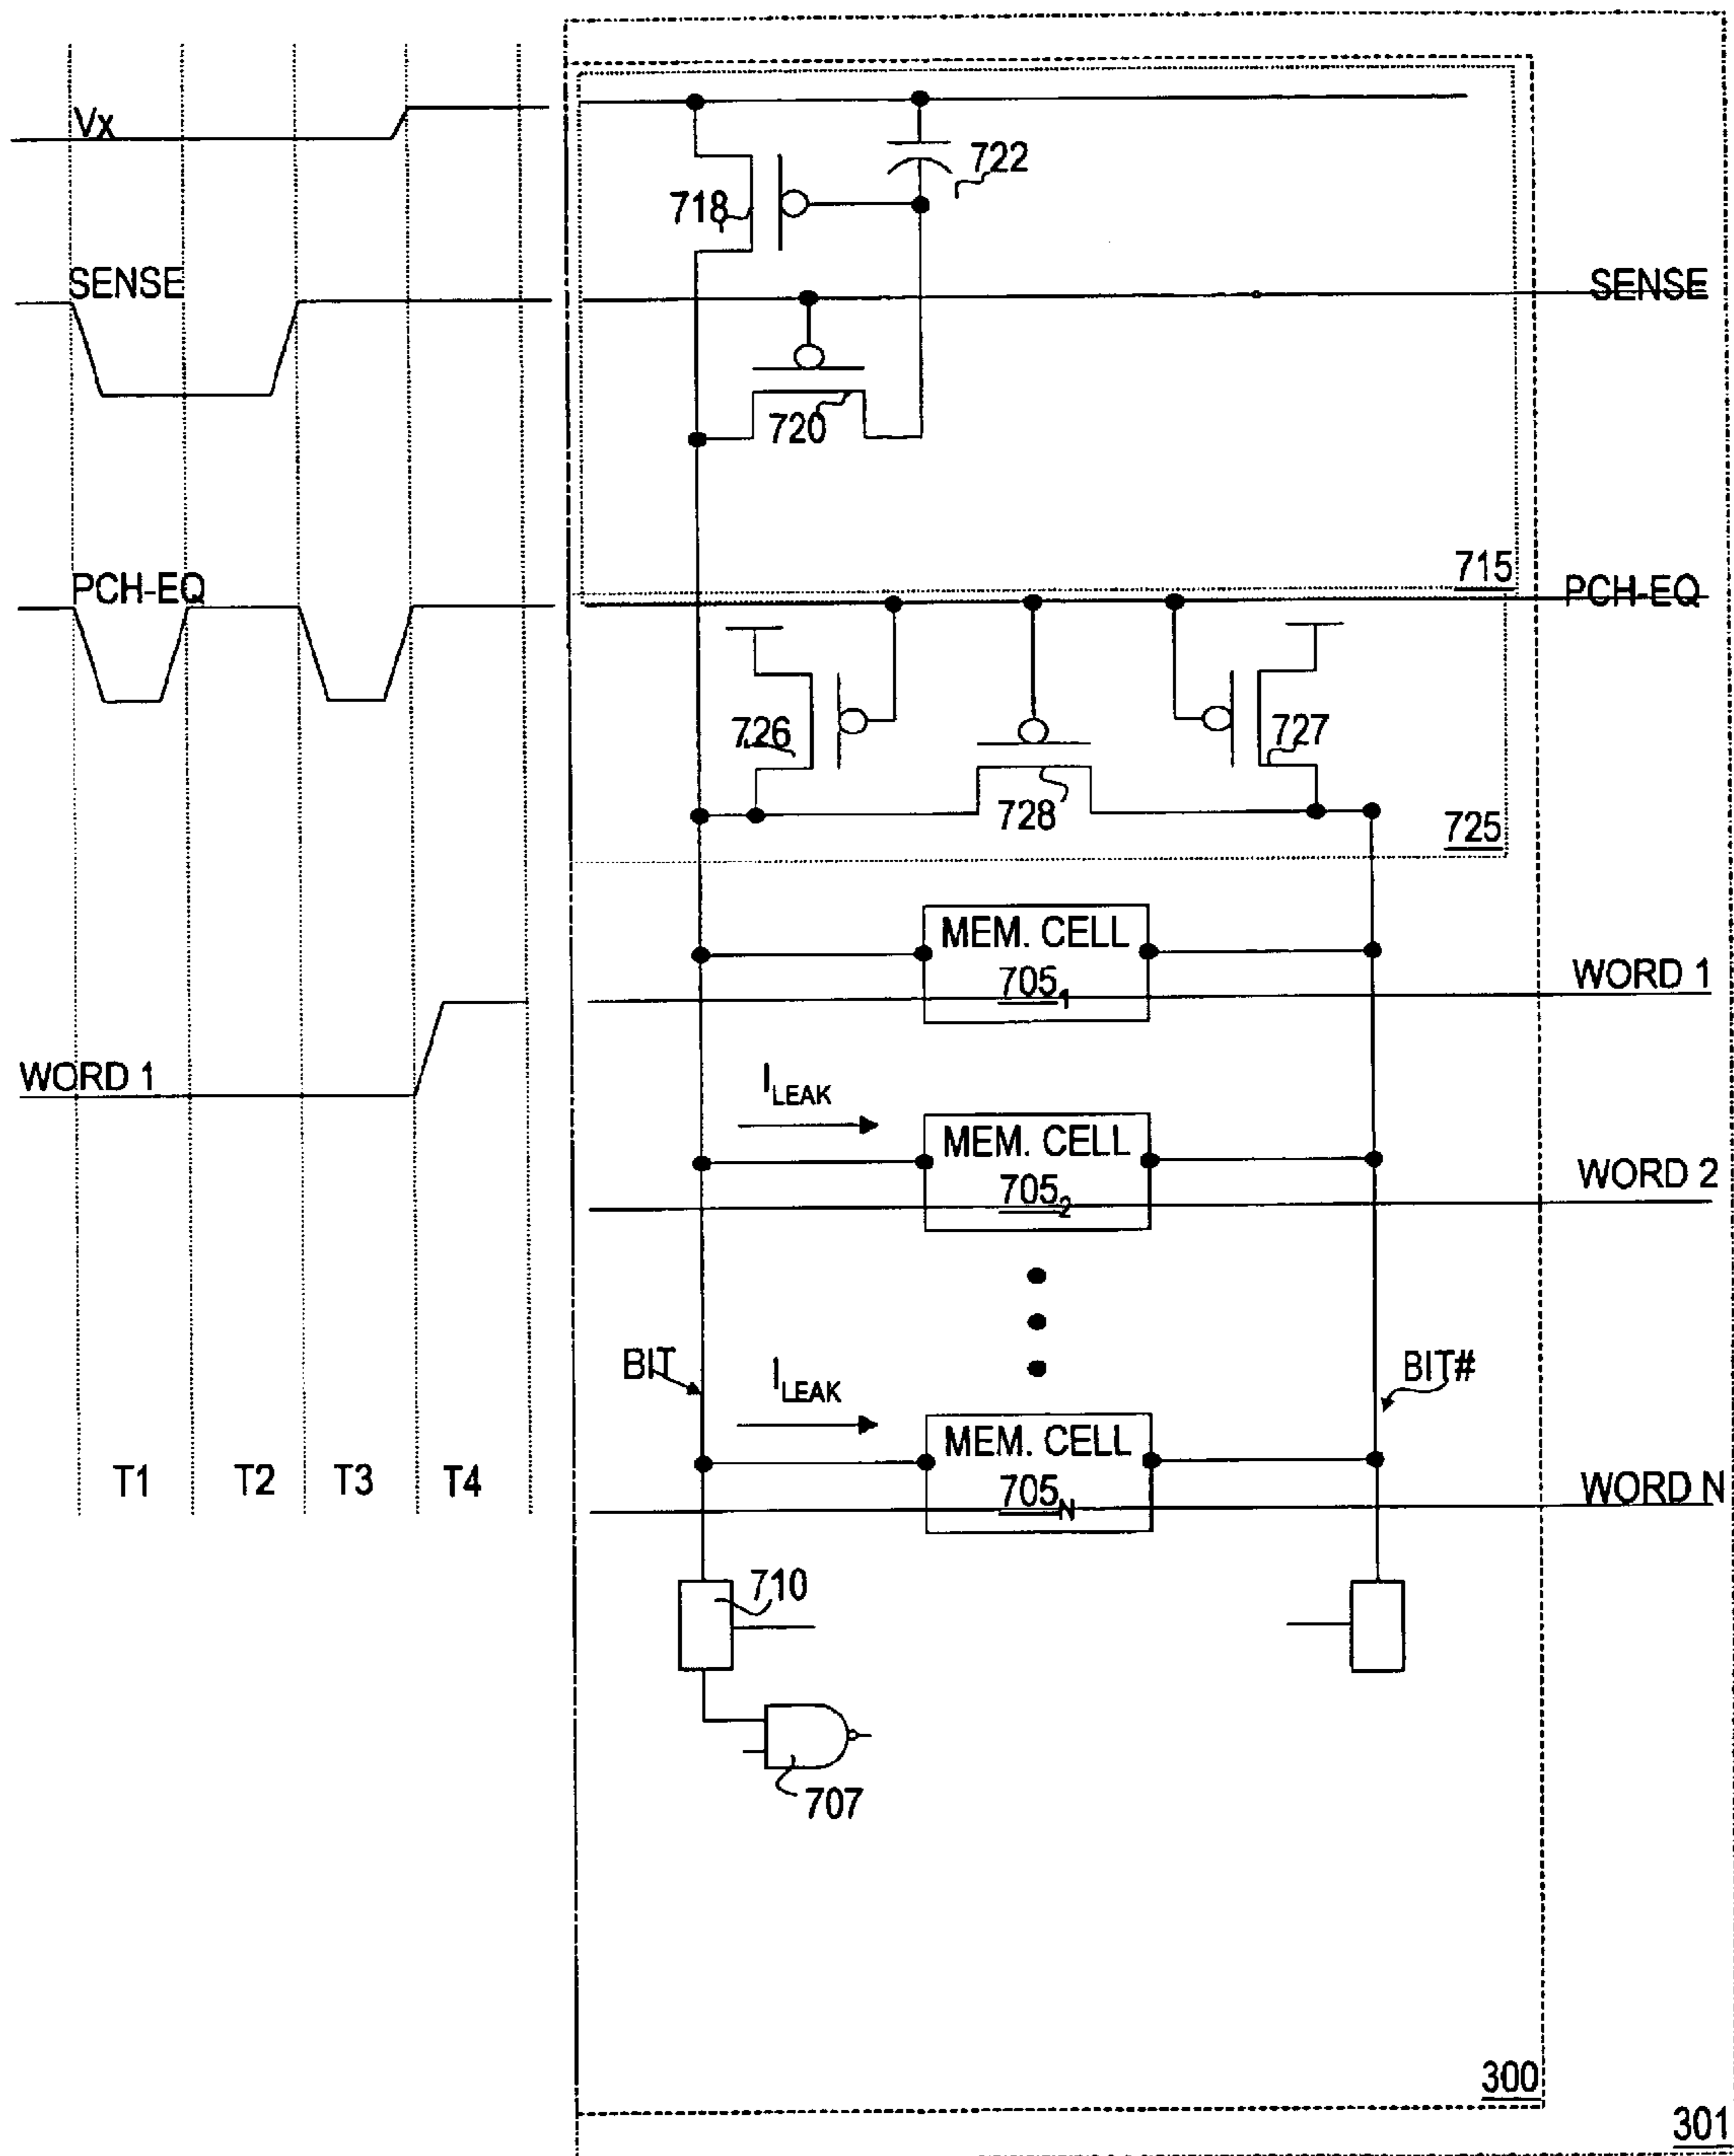 Vx
722
718
SENSE
SENSE
720
715
PCH-EQ
PCH-EQ
726
727
728
725
MEM. CELL
705₁
WORD 1
WORD 1
I_LEAK
MEM. CELL
705₂
WORD 2
BIT
I_LEAK
BIT#
MEM. CELL
705_N
WORD N
T1
T2
T3
T4
710
707
300
301